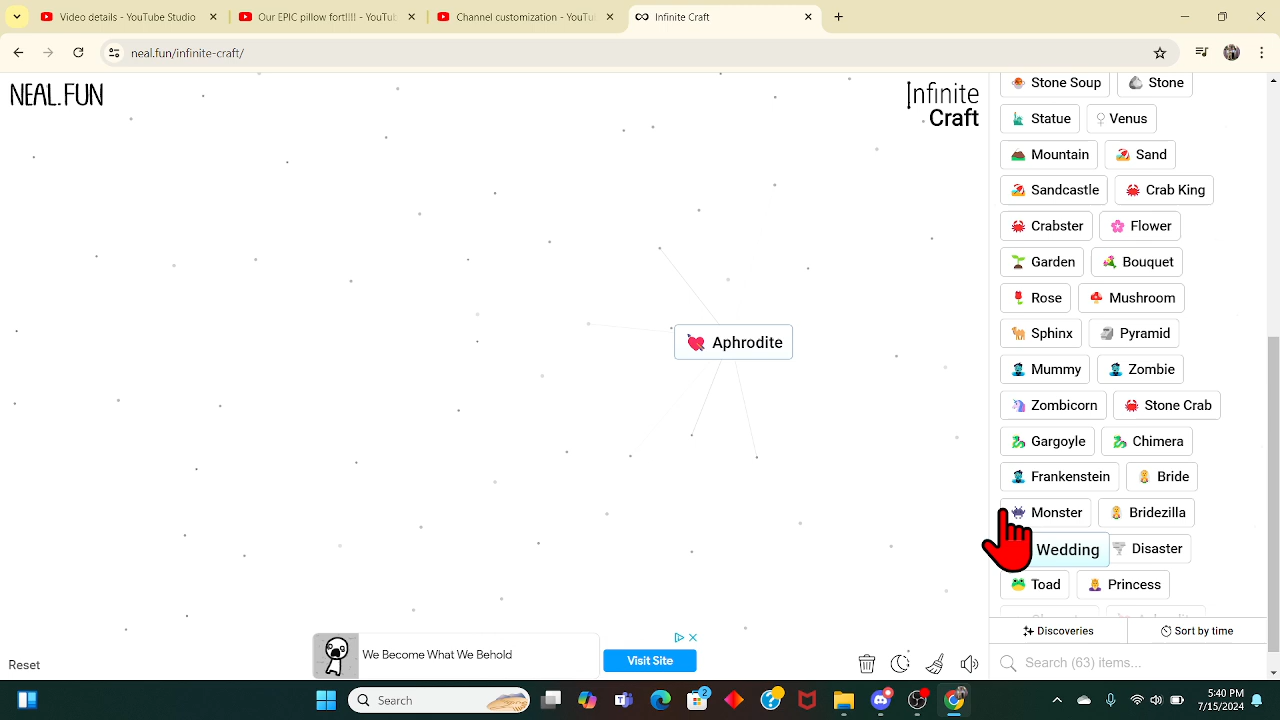 Video details - YouTube Studio
Our EPIC pillow fort!!!! - YouTub
Channel customization - YouTu
Infinite Craft
neal.fun/infinite-craft/
NEAL.FUN
Infinite
Craft
Stone Soup
Stone
Statue
Venus
Mountain
Sand
Sandcastle
Crab King
Crabster
Flower
Garden
Bouquet
Rose
Mushroom
Sphinx
Pyramid
Aphrodite
Mummy
Zombie
Zombicorn
Stone Crab
Gargoyle
Chimera
Frankenstein
Bride
Monster
Bridezilla
Wedding
Disaster
Toad
Princess
Discoveries
Sort by time
We Become What We Behold
Visit Site
Reset
Search (63) items...
Search
2
5:40 PM
7/15/2024